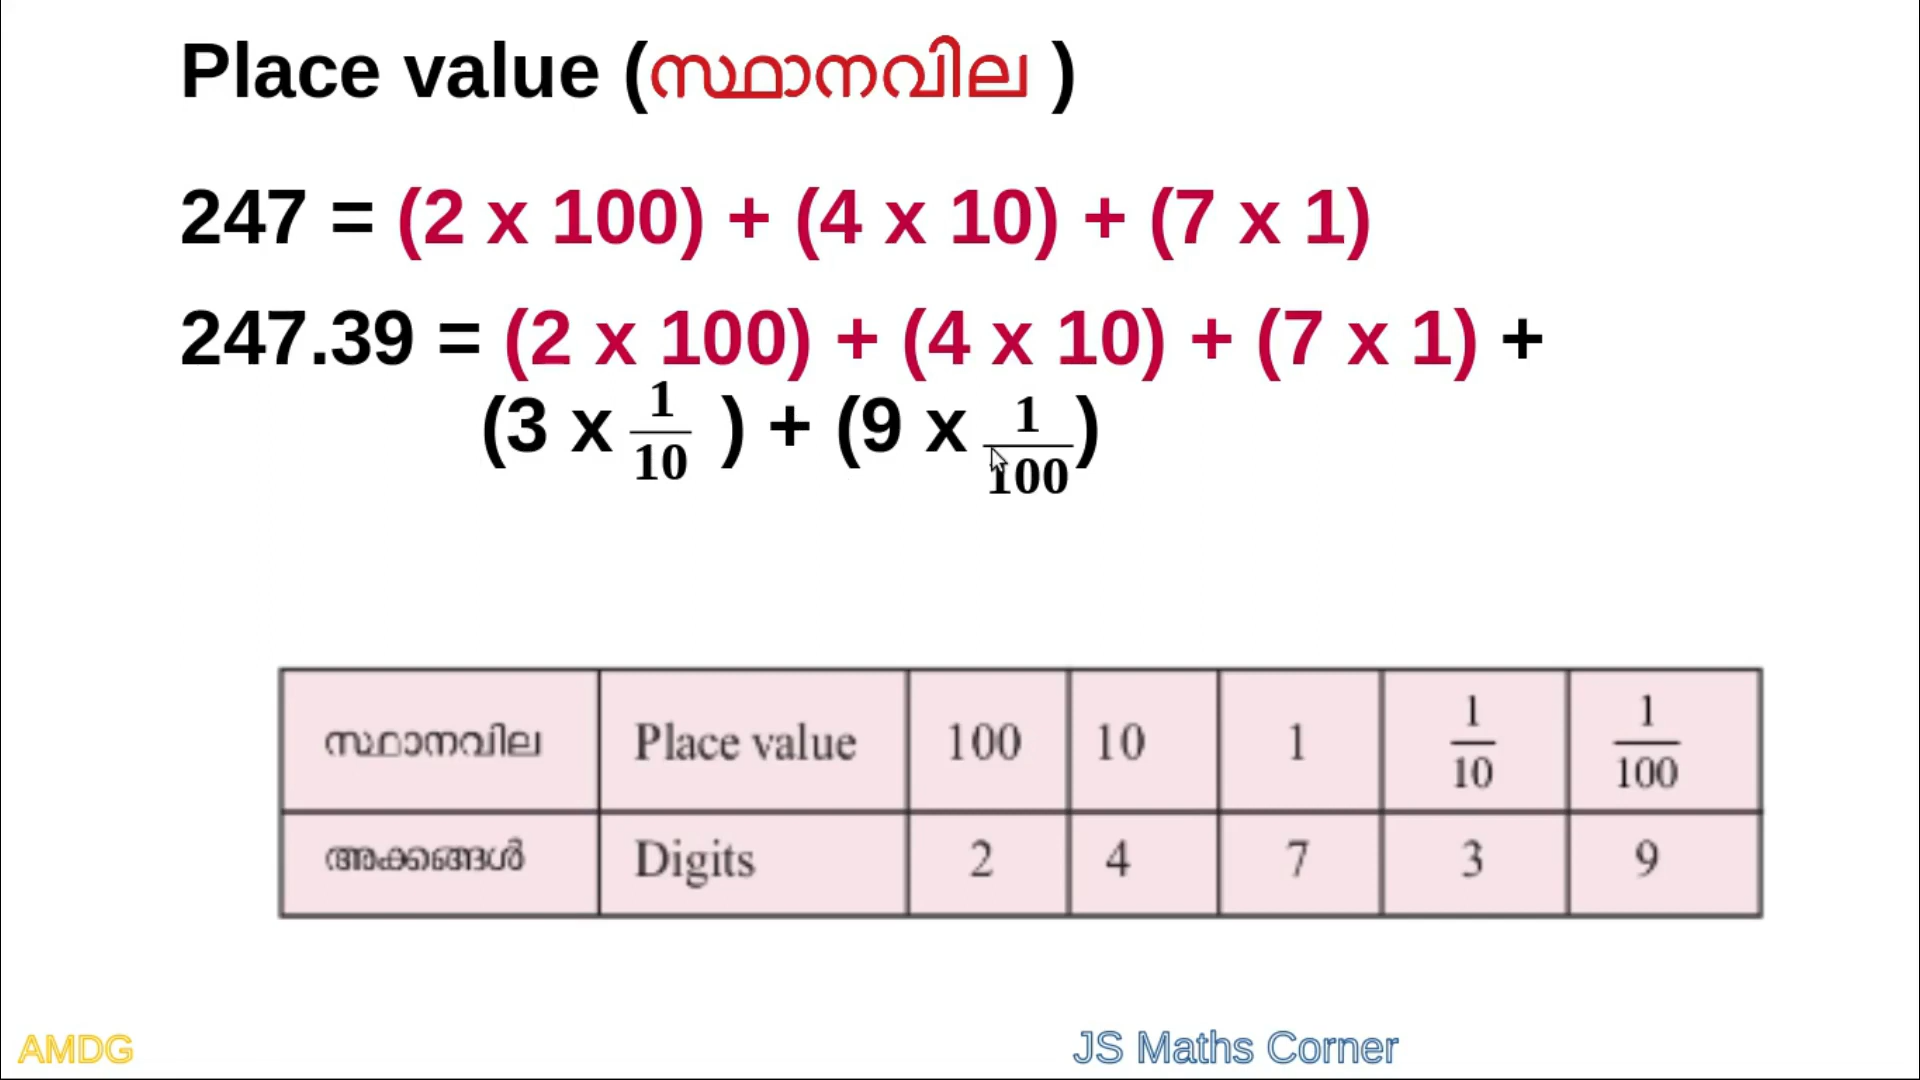 Place value (സ്ഥാനവില )
247 = (2 x 100) + (4 x 10) + (7 x 1)
247.39 = (2 x 100) + (4 x 10) + (7 x 1) +
(3 x 1/10 ) + (9 x 1/100)
സ്ഥാനവില Place value 100 10 1 1/10 1/100
അക്കങ്ങൾ Digits 2 4 7 3 9
AMDG JS Maths Corner